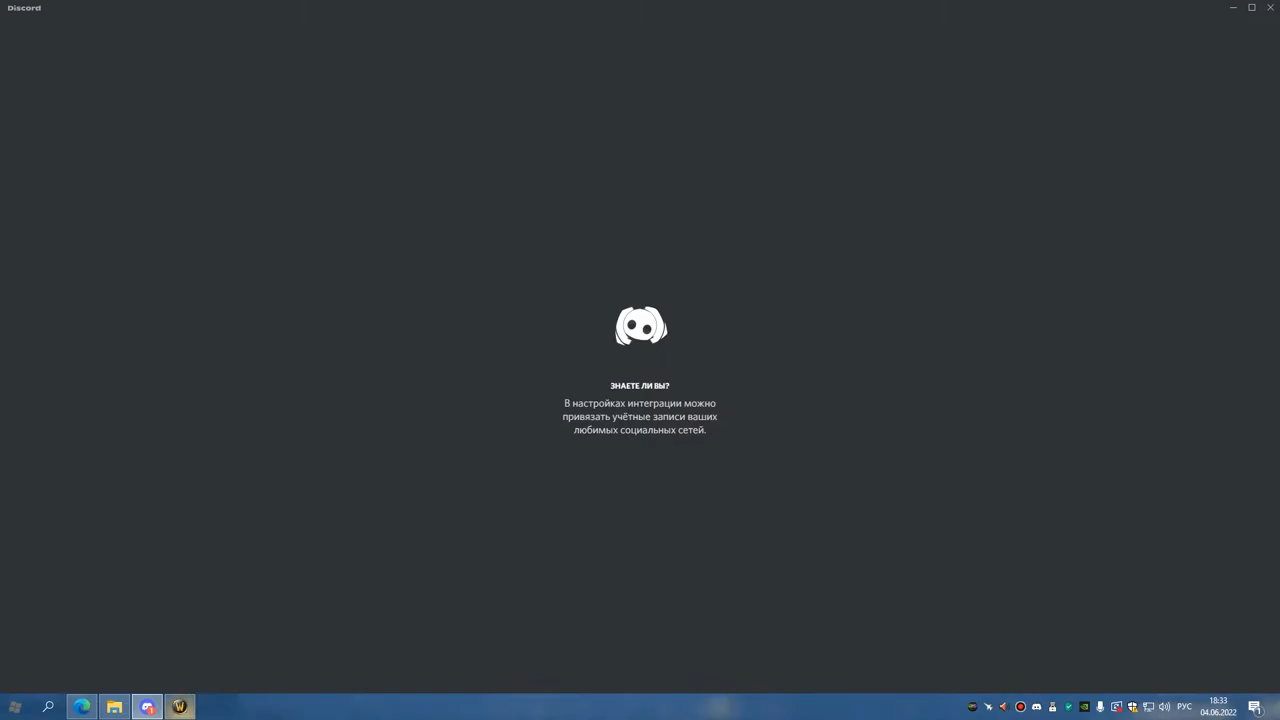 Discord
ЗНАЕТЕ ЛИ ВЫ?
В настройках интеграции можно
привязать учётные записи ваших
любимых социальных сетей.
W
РУС
18:33
04.06.2022